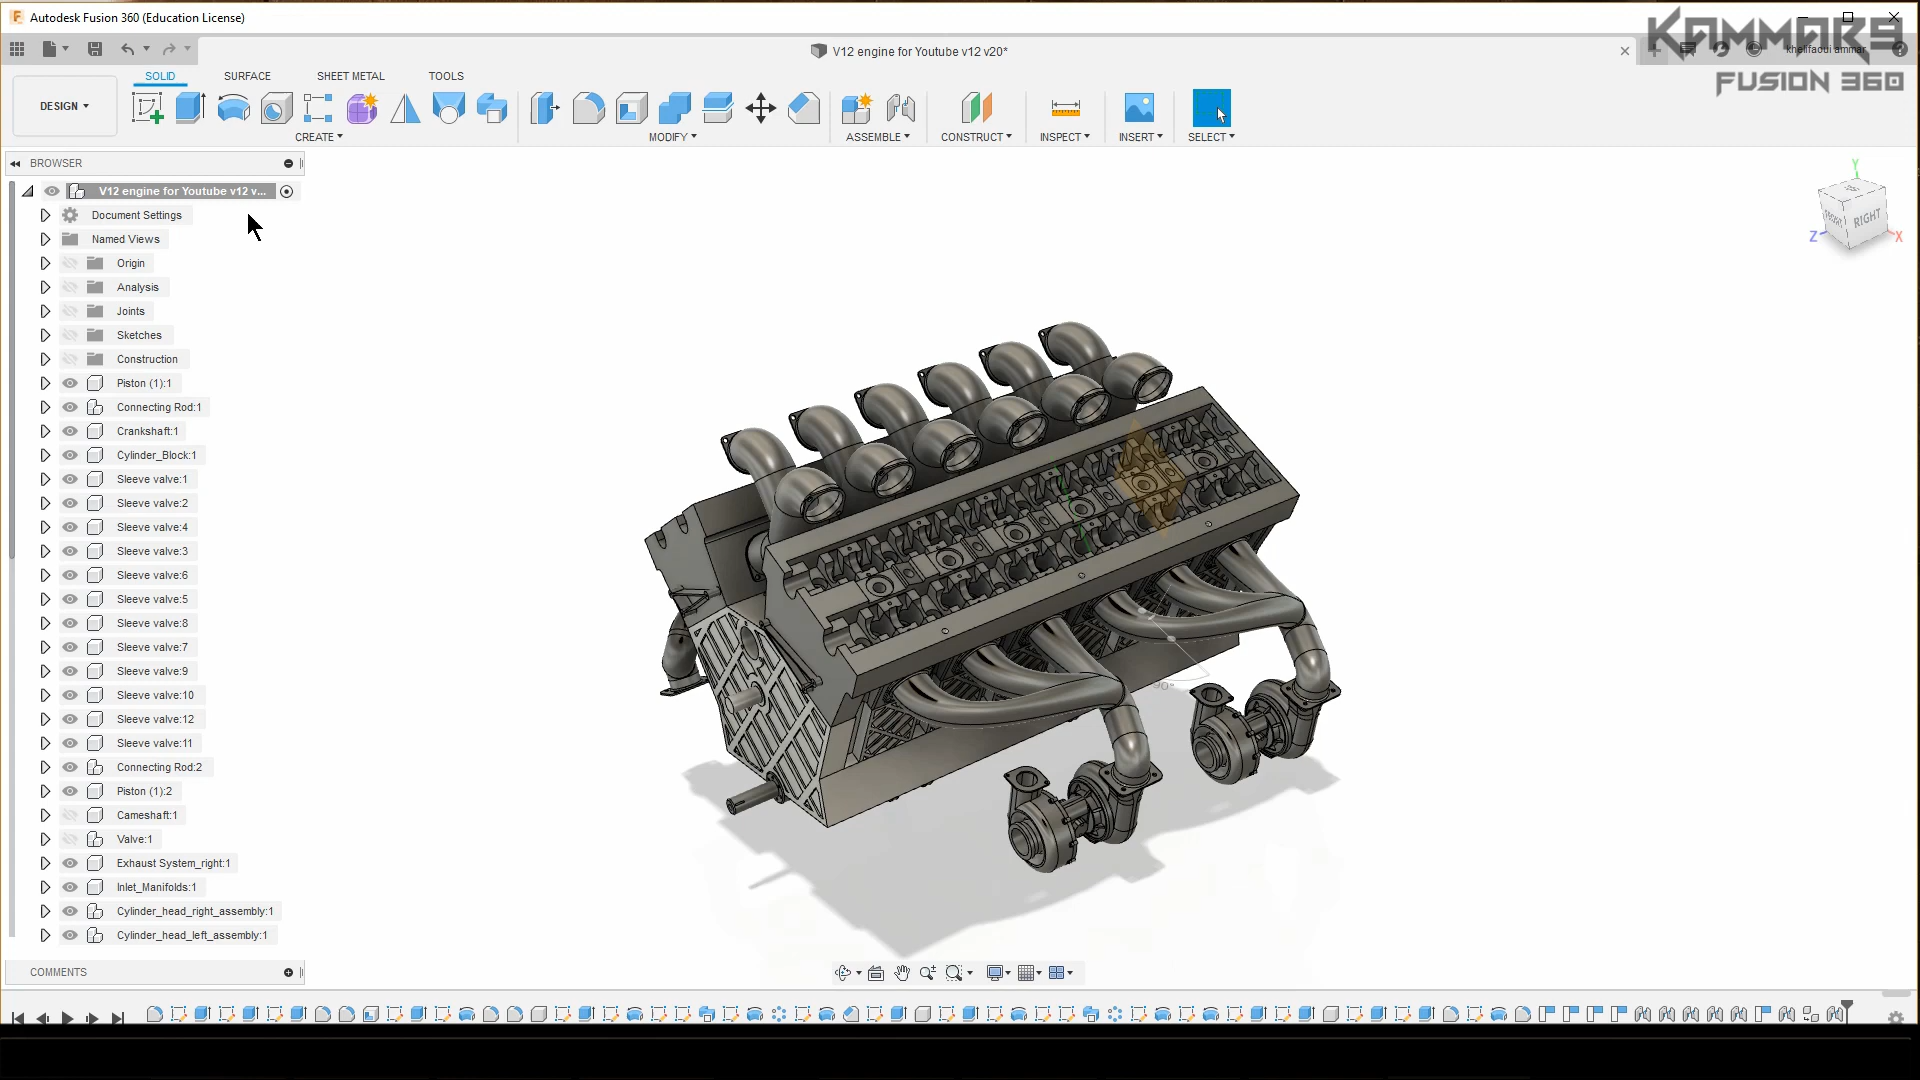 Autodesk Fusion 360 (Education License)
KAMMARS
FUSION 360
V12 engine for Youtube v12 v20*
khelifaoui ammar
SOLID SURFACE SHEET METAL TOOLS
DESIGN
CREATE MODIFY ASSEMBLE CONSTRUCT INSPECT INSERT SELECT
BROWSER
V12 engine for Youtube v12 v...
Document Settings
Named Views
Origin
Analysis
Joints
Sketches
Construction
Piston (1):1
Connecting Rod:1
Crankshaft:1
Cylinder_Block:1
Sleeve valve:1
Sleeve valve:2
Sleeve valve:4
Sleeve valve:3
Sleeve valve:6
Sleeve valve:5
Sleeve valve:8
Sleeve valve:7
Sleeve valve:9
Sleeve valve:10
Sleeve valve:12
Sleeve valve:11
Connecting Rod:2
Piston (1):2
Cameshaft:1
Valve:1
Exhaust System_right:1
Inlet_Manifolds:1
Cylinder_head_right_assembly:1
Cylinder_head_left_assembly:1
COMMENTS
Y
Z
X
RIGHT
90°